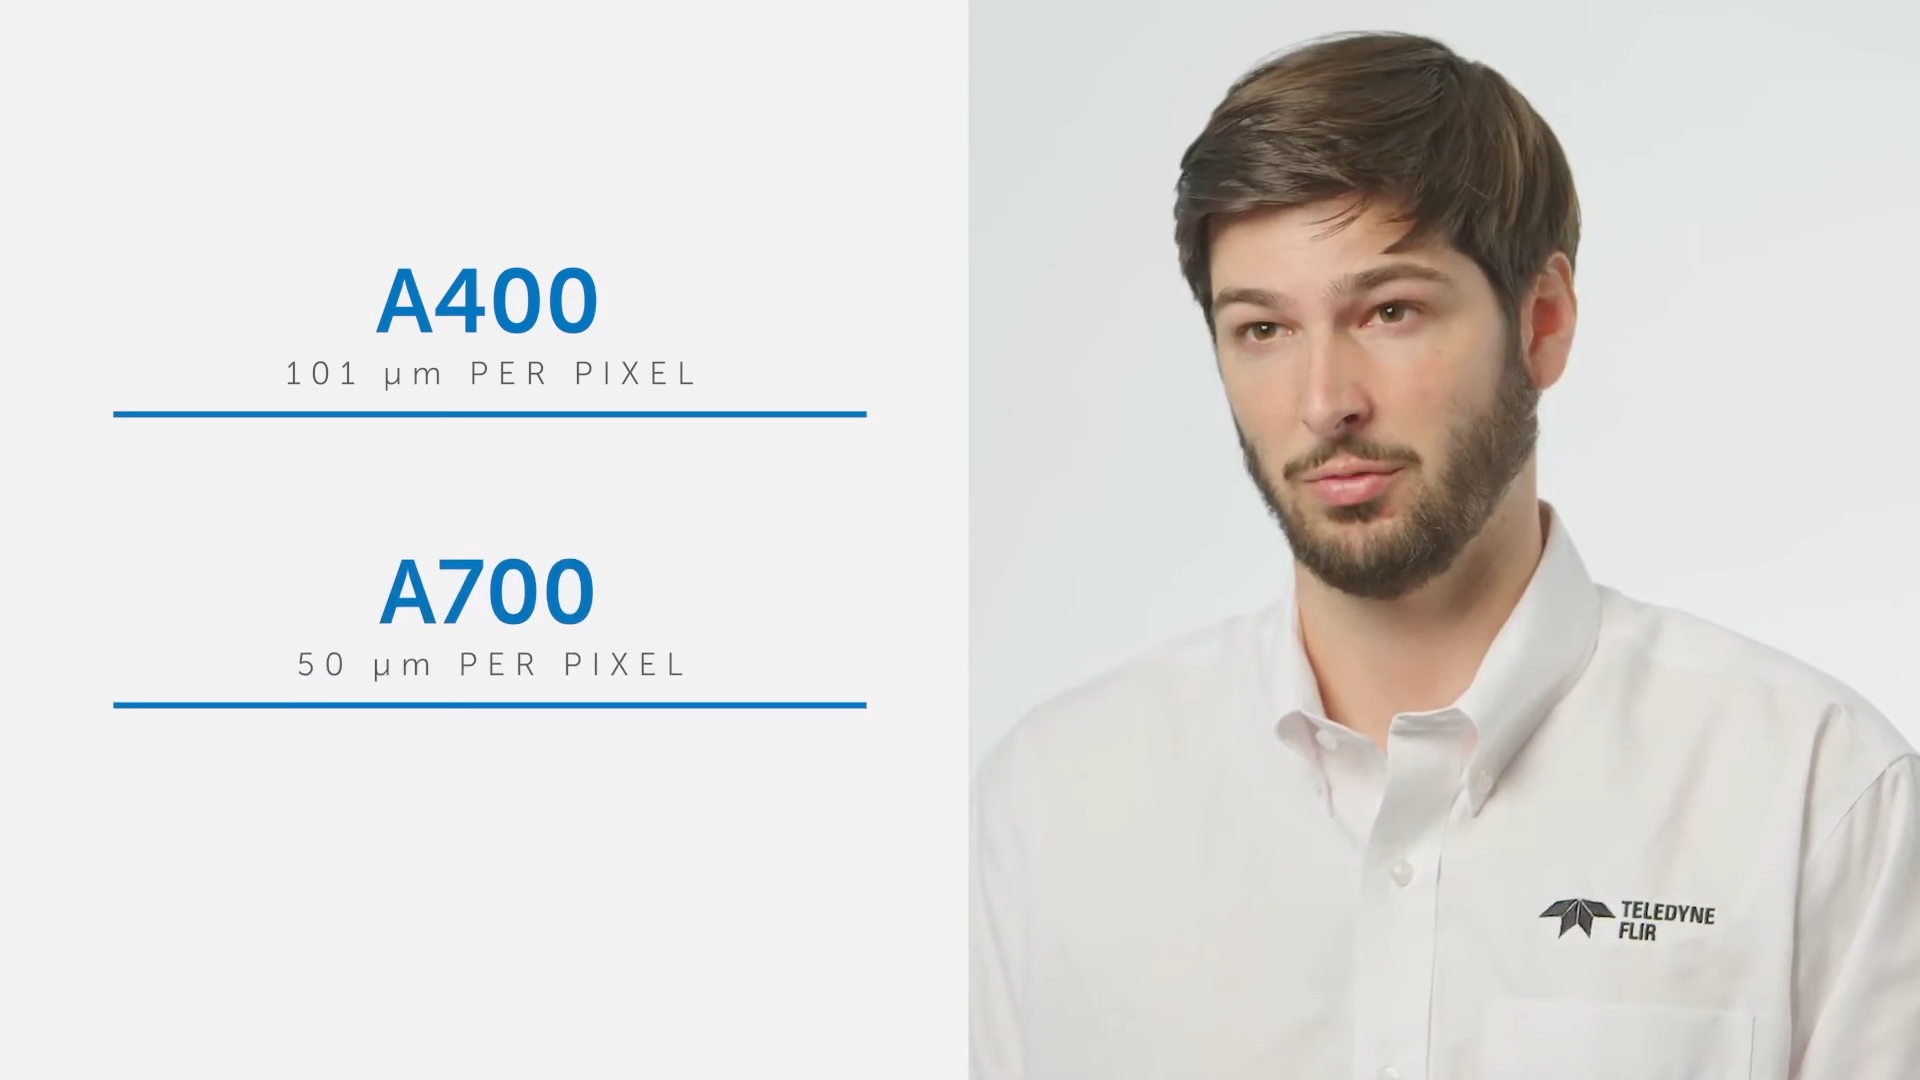 A400
101 µm PER PIXEL
A700
50 µm PER PIXEL
TELEDYNE
FLIR